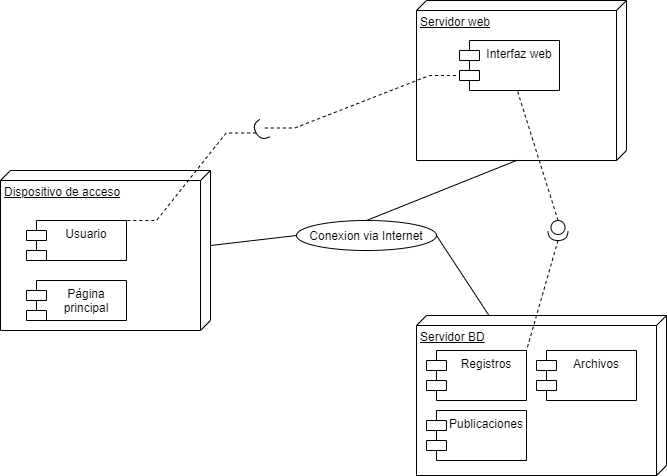 Servidor web
Interfaz web
Dispositivo de acceso
Usuario
Conexion via Internet
Página
principal
Servidor BD
Registros
Archivos
Publicaciones